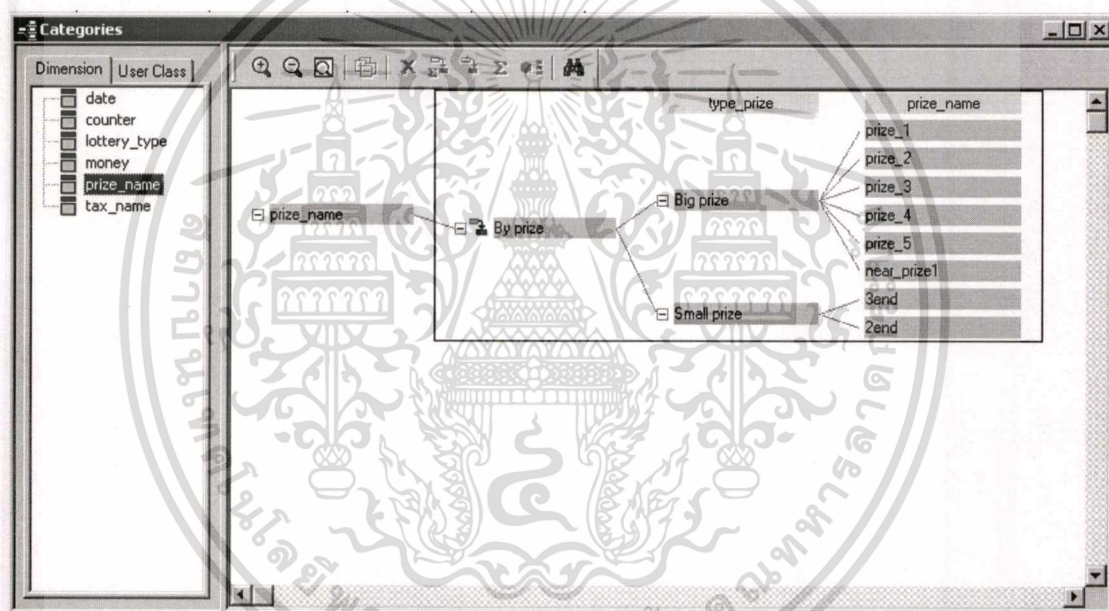 Categories
Dimension User Class
date
counter
lottery_type
money
prize_name
tax_name
type_prize prize_name
prize_name
By prize
Big prize
prize_1
prize_2
prize_3
prize_4
prize_5
near_prize1
Small prize
3end
2end